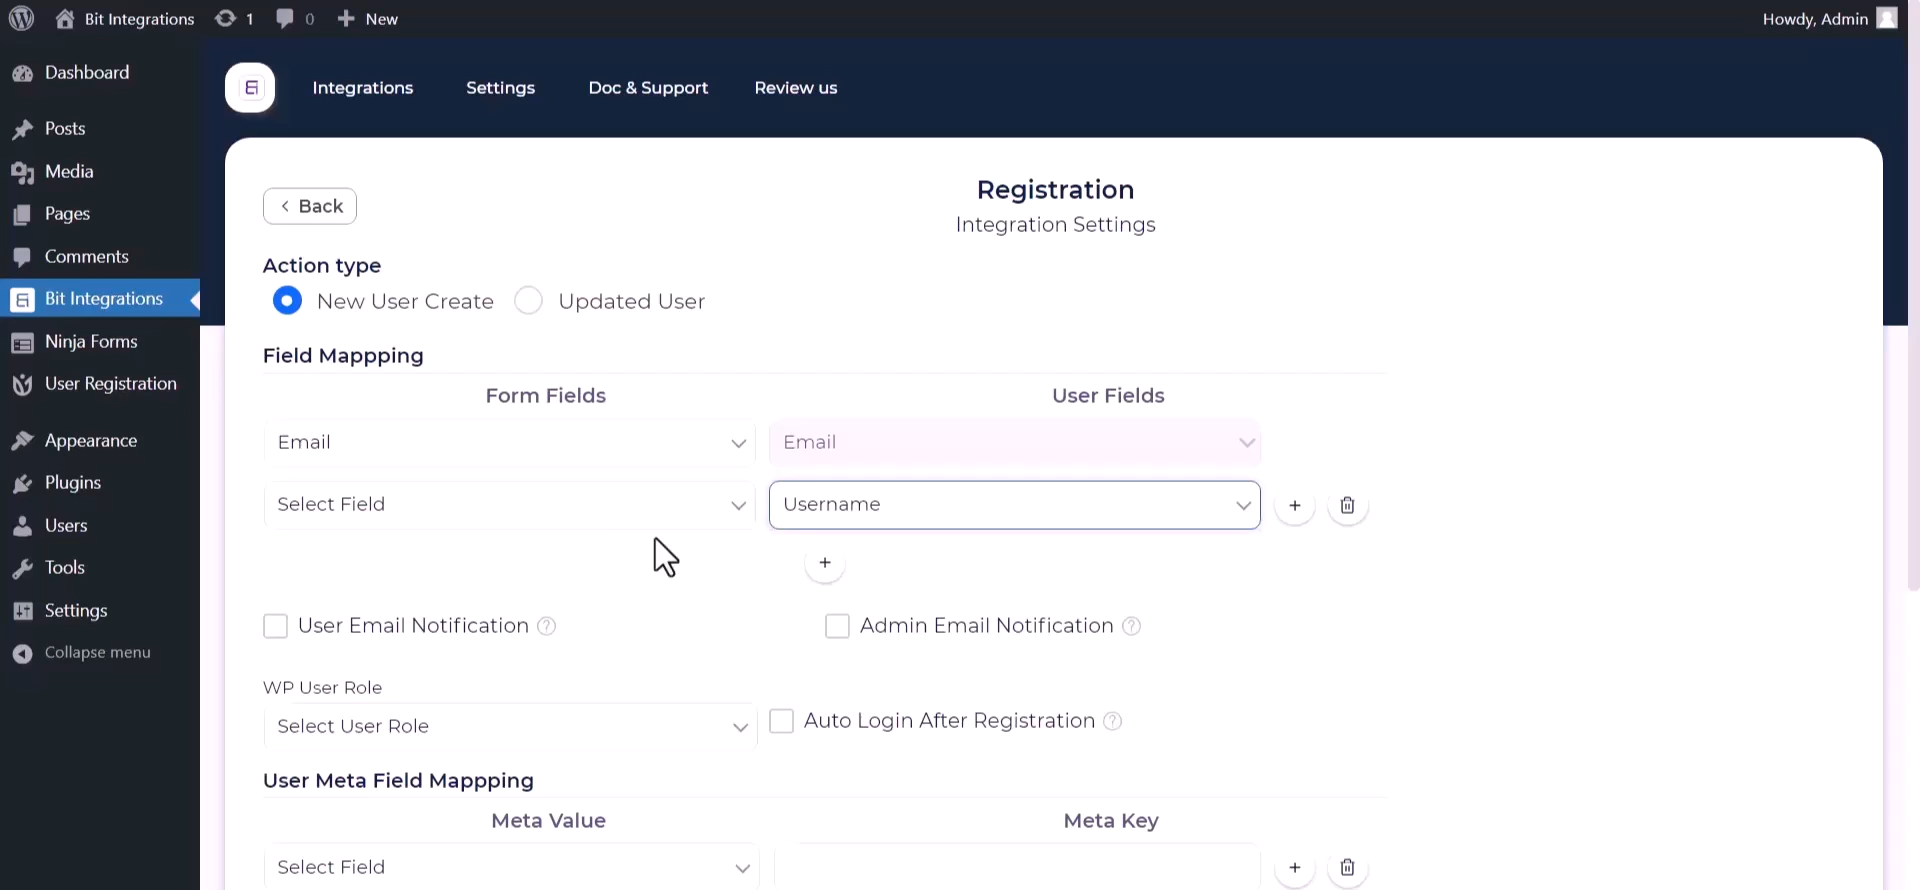 Bit Integrations 1 0 New Howdy, Admin
Dashboard
Posts
Media
Pages
Comments
Bit Integrations
Ninja Forms
User Registration
Appearance
Plugins
Users
Tools
Settings
Collapse menu
Integrations Settings Doc & Support Review us
Back
Registration
Integration Settings
Action type
New User Create Updated User
Field Mappping
Form Fields User Fields
Email Email
Select Field Username +
+
User Email Notification ? Admin Email Notification ?
WP User Role
Select User Role Auto Login After Registration ?
User Meta Field Mappping
Meta Value Meta Key
Select Field +